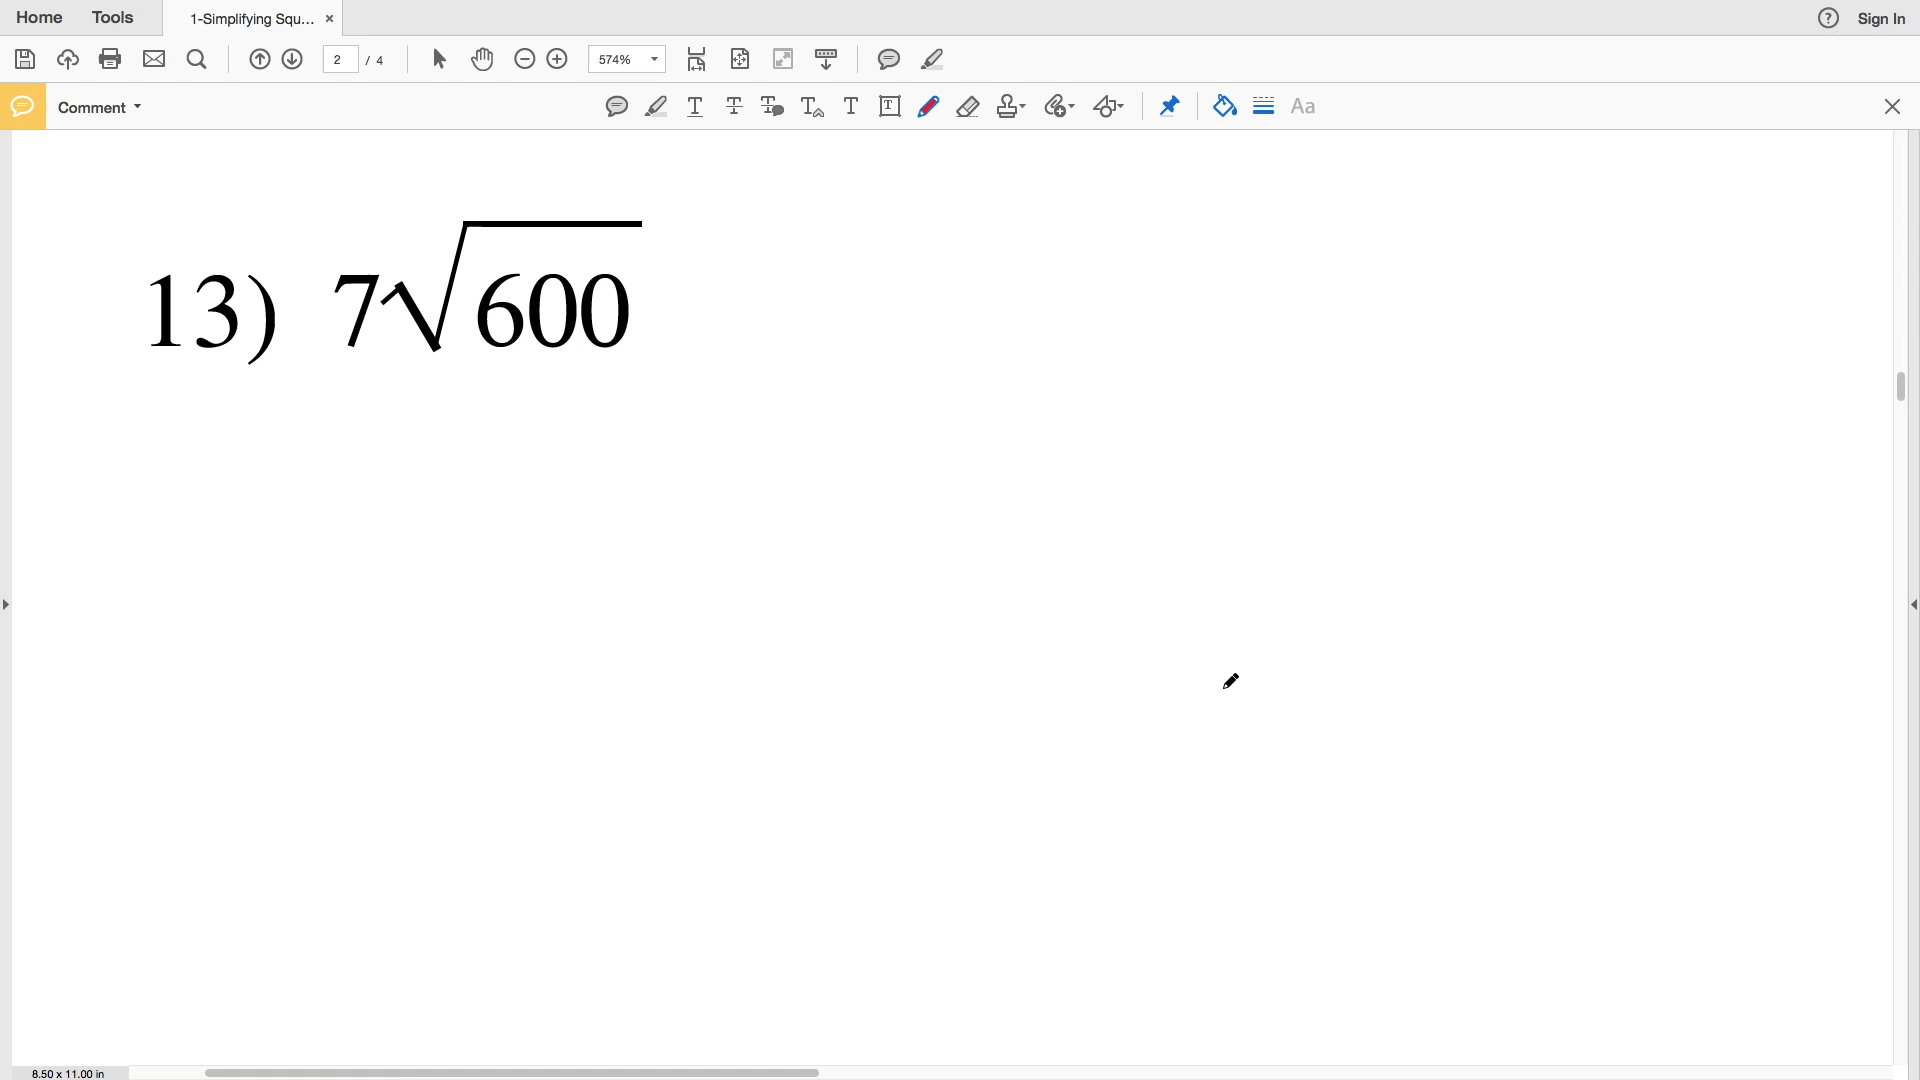 Home Tools 1-Simplifying Squ... × ? Sign In
2 / 4 574%
Comment Aa
13) 7√600
8.50 x 11.00 in